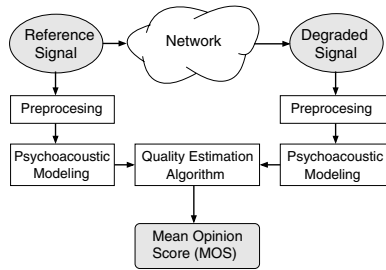 Reference
Signal
Network
Degraded
Signal
Preprocesing
Preprocesing
Psychoacoustic
Modeling
Quality Estimation
Algorithm
Psychoacoustic
Modeling
Mean Opinion
Score (MOS)